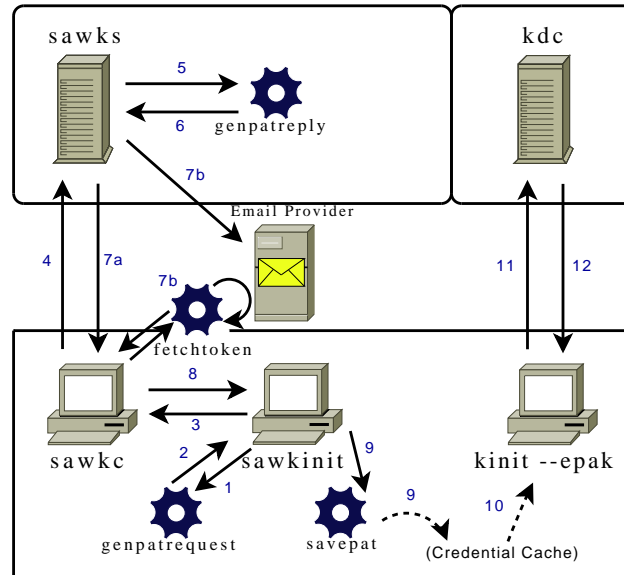 sawks
kdc
5
6
genpatreply
7b
Email Provider
4
7a
7b
11
12
fetchtoken
8
3
sawkc
sawkinit
kinit --epak
2
1
9
9
10
genpatrequest
savepat
(Credential Cache)